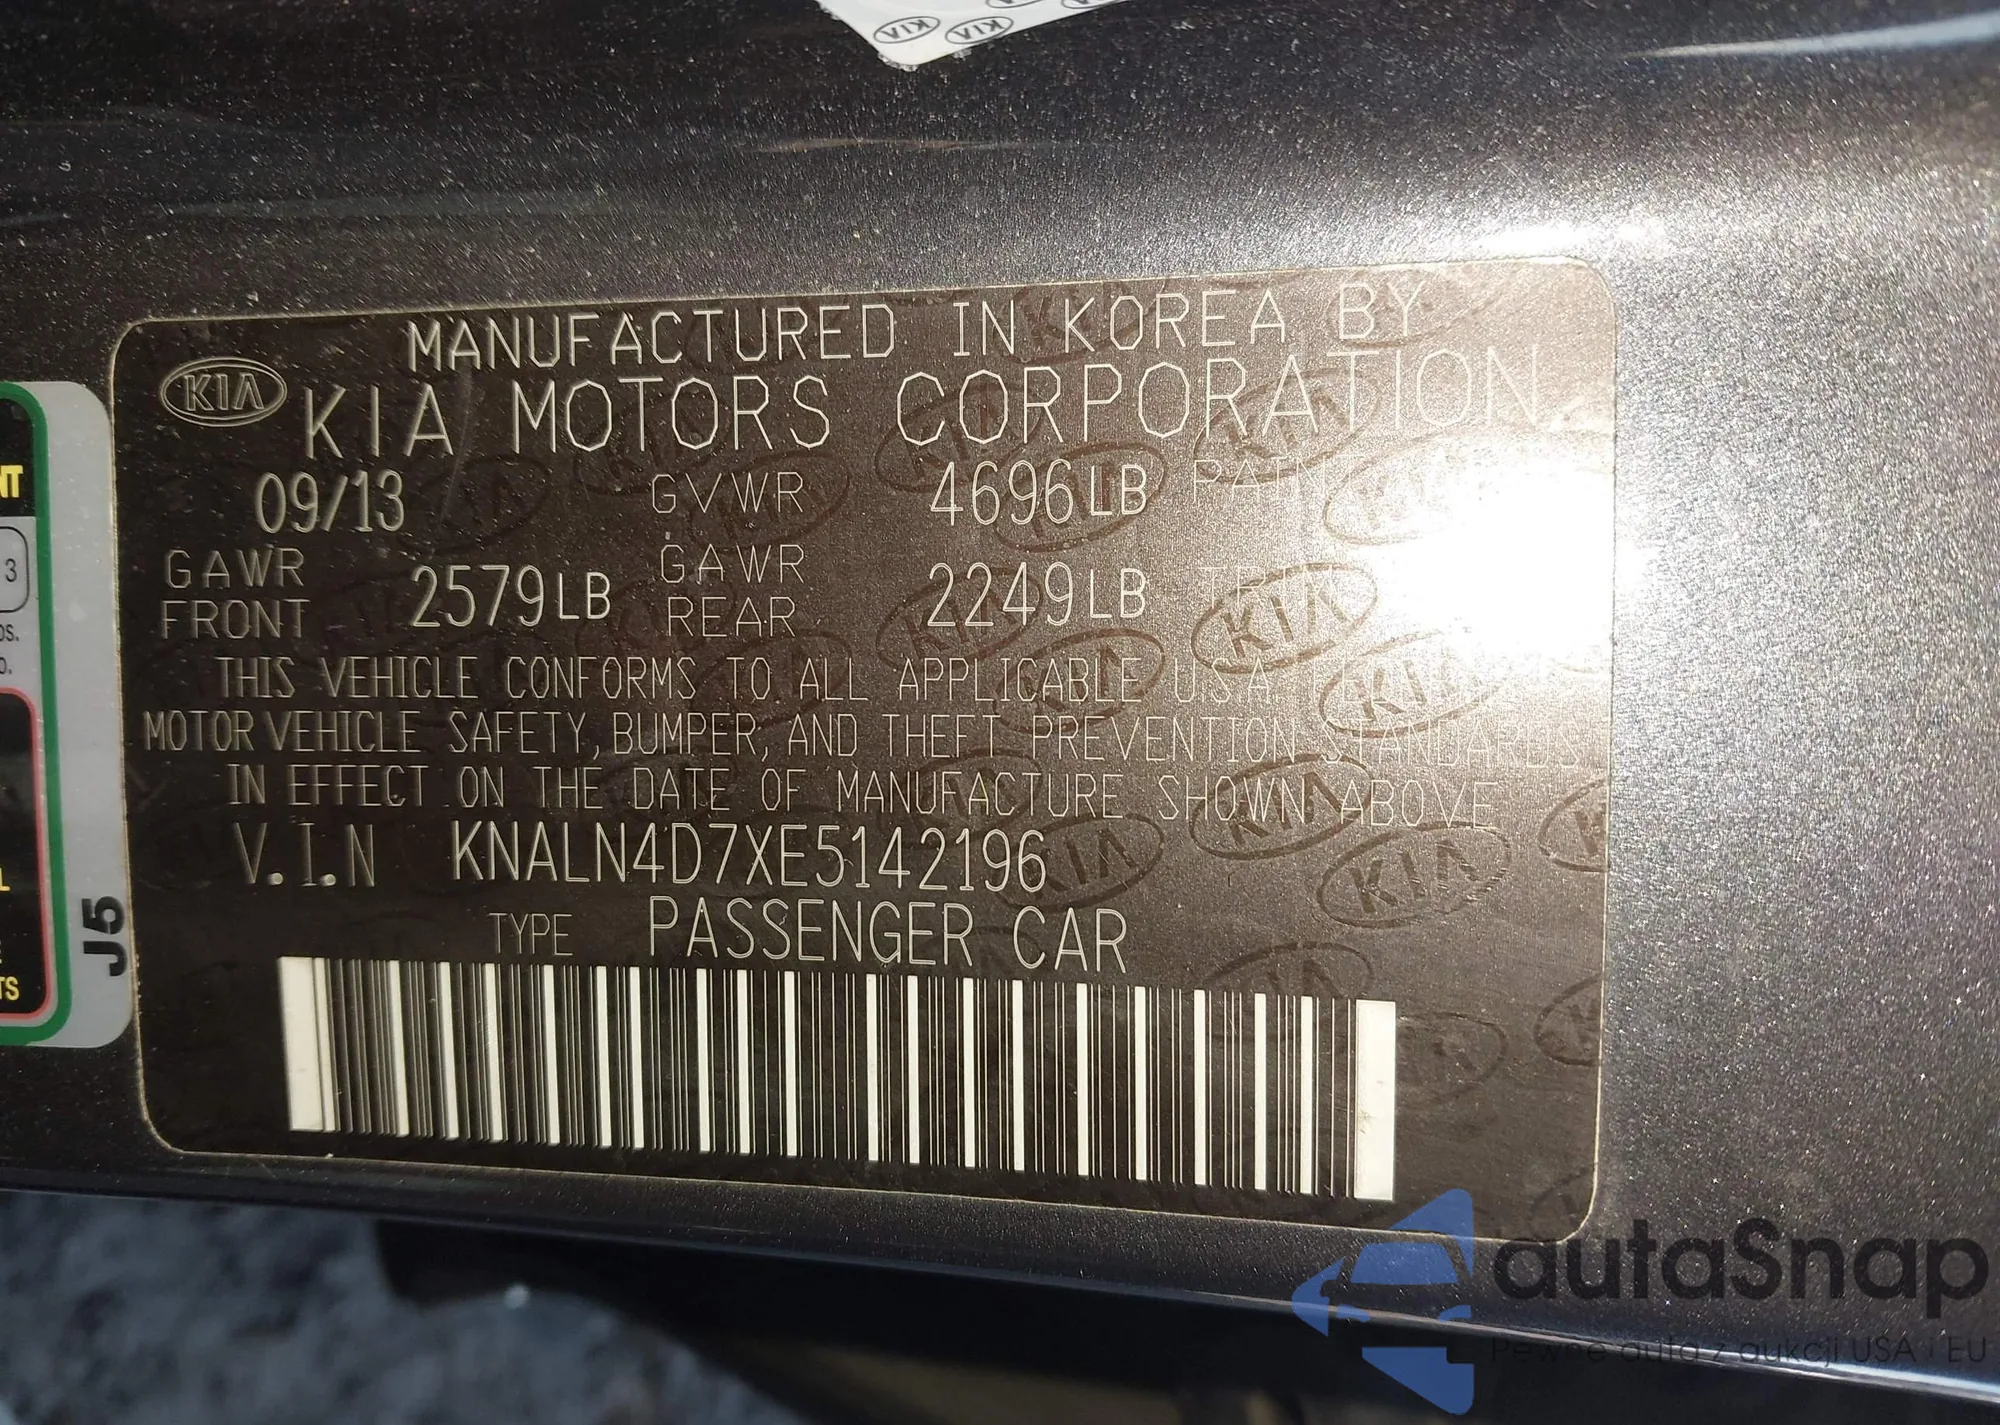 KIA KIA
MANUFACTURED IN KOREA BY
KIA KIA MOTORS CORPORATION
09/13 GVWR 4696LB
GAWR FRONT 2579LB GAWR REAR 2249LB
THIS VEHICLE CONFORMS TO ALL APPLICABLE U.S.A.
MOTOR VEHICLE SAFETY, BUMPER, AND THEFT PREVENTION STANDARDS
IN EFFECT ON THE DATE OF MANUFACTURE SHOWN ABOVE
V.I.N KNALN4D7XE5142196
TYPE PASSENGER CAR
J5
autaSnap
Pewne auta z aukcji USA i EU